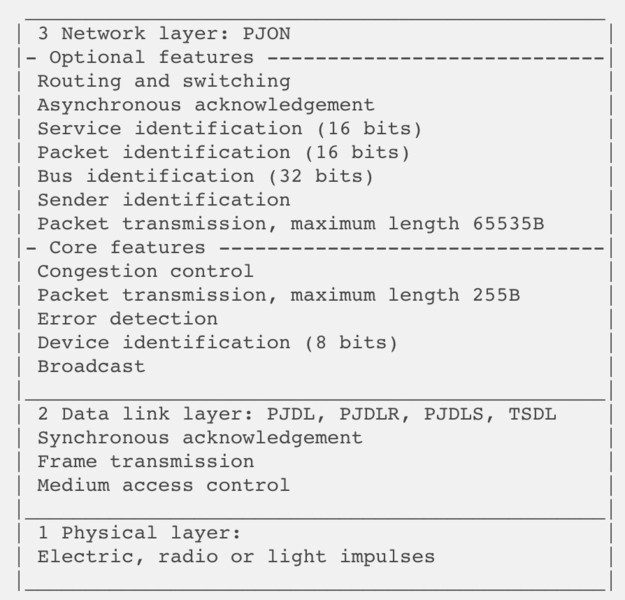 3 Network layer: PJON
- Optional features ----------------------------
Routing and switching
Asynchronous acknowledgement
Service identification (16 bits)
Packet identification (16 bits)
Bus identification (32 bits)
Sender identification
Packet transmission, maximum length 65535B
- Core features --------------------------------
Congestion control
Packet transmission, maximum length 255B
Error detection
Device identification (8 bits)
Broadcast
2 Data link layer: PJDL, PJDLR, PJDLS, TSDL
Synchronous acknowledgement
Frame transmission
Medium access control
1 Physical layer:
Electric, radio or light impulses